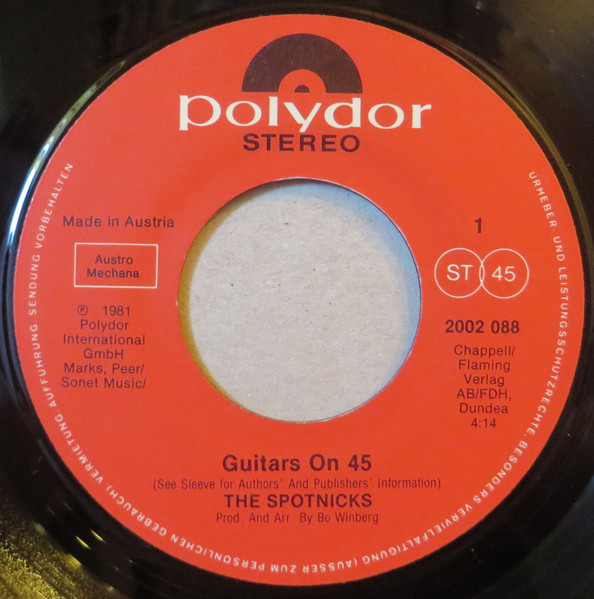 polydor
STEREO
Made in Austria
Austro
Mechana
℗ 1981
Polydor
International
GmbH
Marks, Peer/
Sonet Music/
1
ST 45
2002 088
Chappell/
Flaming
Verlag
AB/FDH,
Dundea
4:14
Guitars On 45
(See Sleeve for Authors' And Publishers' information)
THE SPOTNICKS
Prod. And Arr. By Bo Winberg
URHEBER- UND LEISTUNGSSCHUTZRECHTE, BESONDERS VERVIELFÄLTIGUNG (AUSSER ZUM PERSÖNLICHEN GEBRAUCH) VERMIETUNG AUFFÜHRUNG, SENDUNG VORBEHALTEN